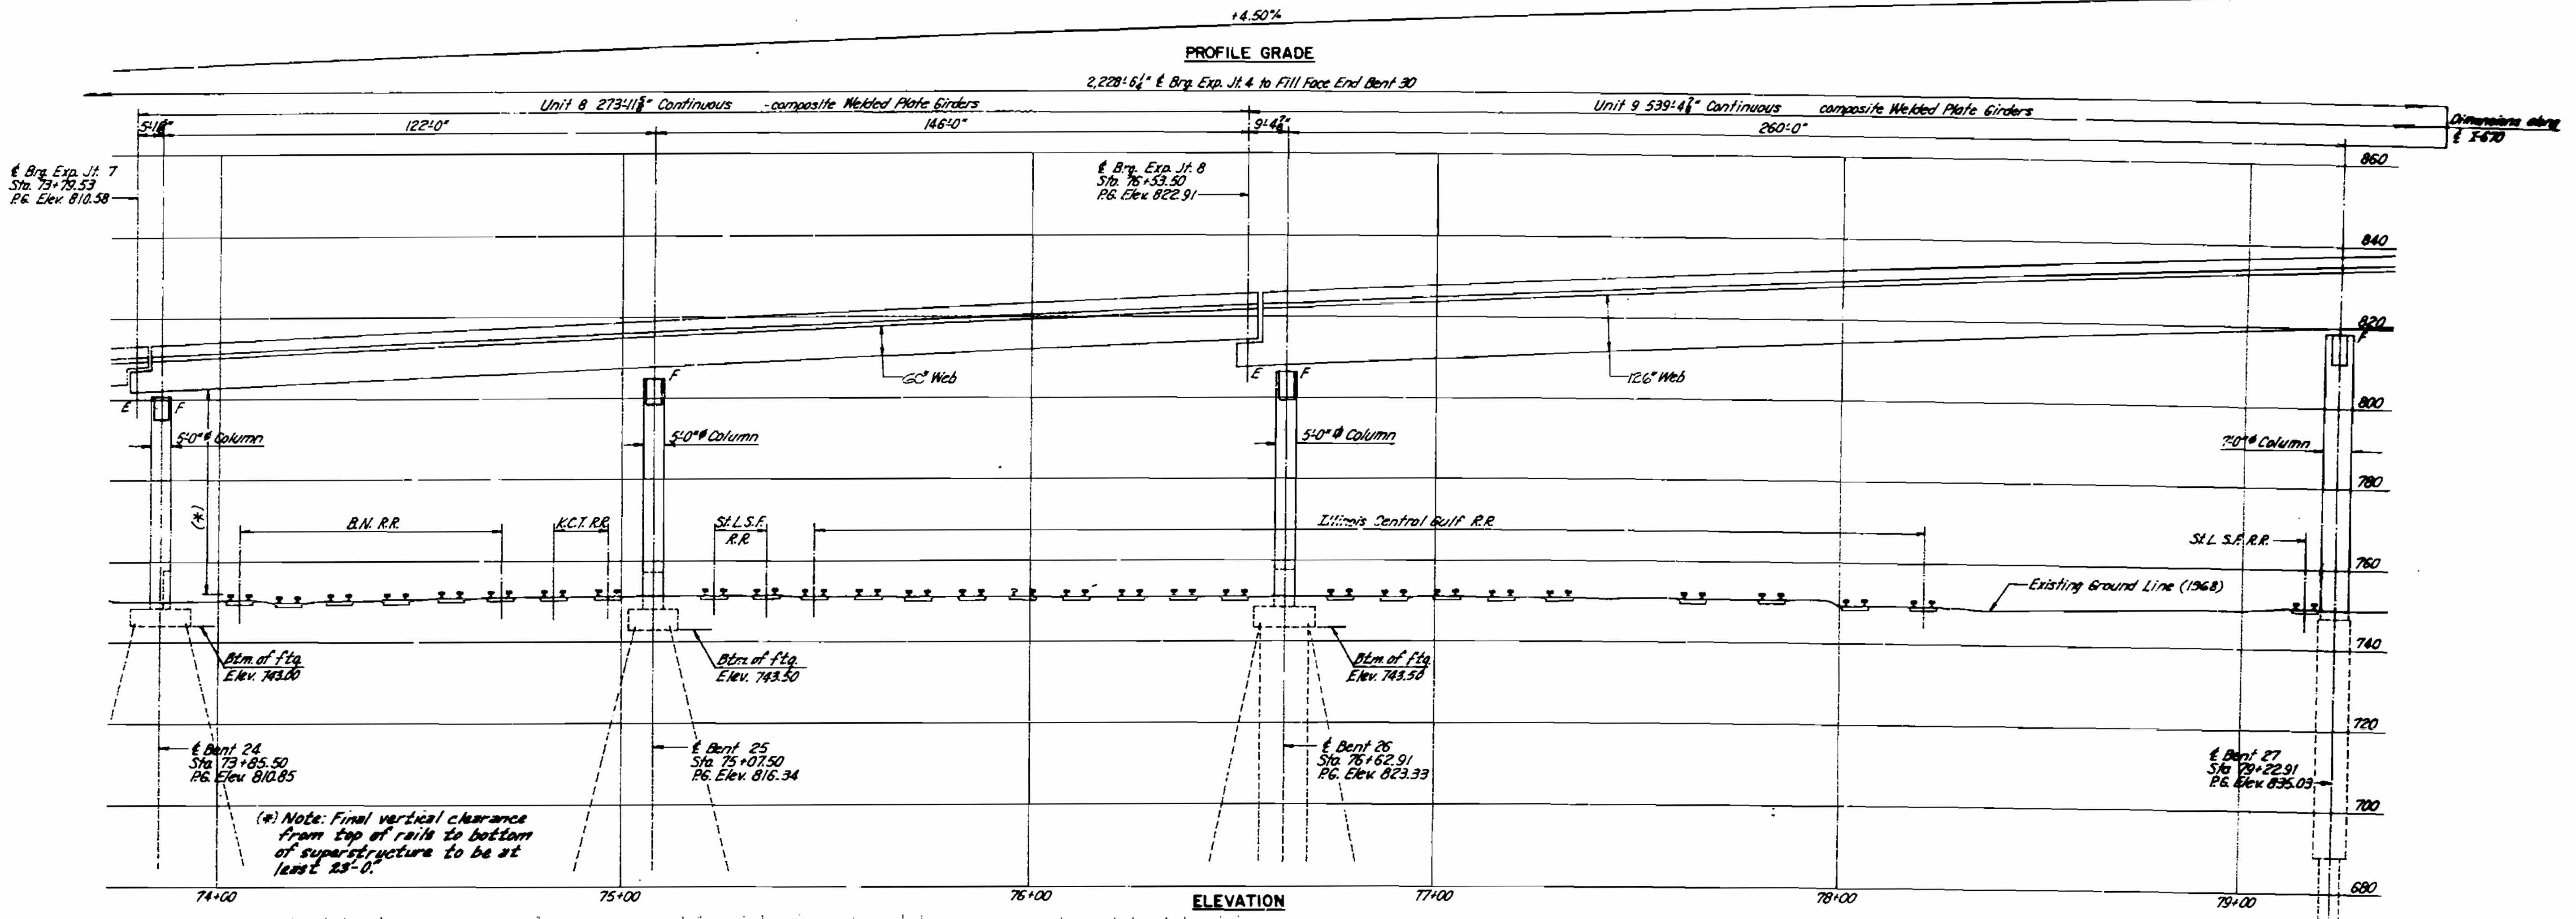 +4.50%
PROFILE GRADE
2,228'-6¼" ℄ Brg. Exp. Jt. 4 to Fill Face End Bent 30
Unit 8 273'-11⅝" Continuous -composite Welded Plate Girders
Unit 9 539'-4⅞" Continuous composite Welded Plate Girders
122'-0"
146'-0"
9'-4⅞"
260'-0"
Dimensions along
℄ I-670
℄ Brg. Exp. Jt. 7
Sta. 73+79.53
P.G. Elev. 810.58
℄ Brg. Exp. Jt. 8
Sta. 76+53.50
P.G. Elev. 822.91
860
840
820
800
780
760
740
720
700
680
60" Web
126" Web
E
F
F
E
F
F
5'-0"ϕ Column
5'-0"ϕ Column
5'-0"ϕ Column
7'-0"ϕ Column
(*)
B.N. R.R.
K.C.T. R.R.
St. L.S.F.
R.R.
Illinois Central Gulf R.R.
St. L. S.F. R.R.
Existing Ground Line (1968)
Btm. of ftg.
Elev. 743.00
Btm. of ftg.
Elev. 743.50
Btm. of ftg.
Elev. 743.50
℄ Bent 24
Sta. 73+85.50
P.G. Elev. 810.85
℄ Bent 25
Sta. 75+07.50
P.G. Elev. 816.34
℄ Bent 26
Sta. 76+62.91
P.G. Elev. 823.33
℄ Bent 27
Sta. 79+22.91
P.G. Elev. 835.03
(*) Note: Final vertical clearance
from top of rails to bottom
of superstructure to be at
least 23'-0".
74+00
75+00
76+00
77+00
78+00
79+00
ELEVATION